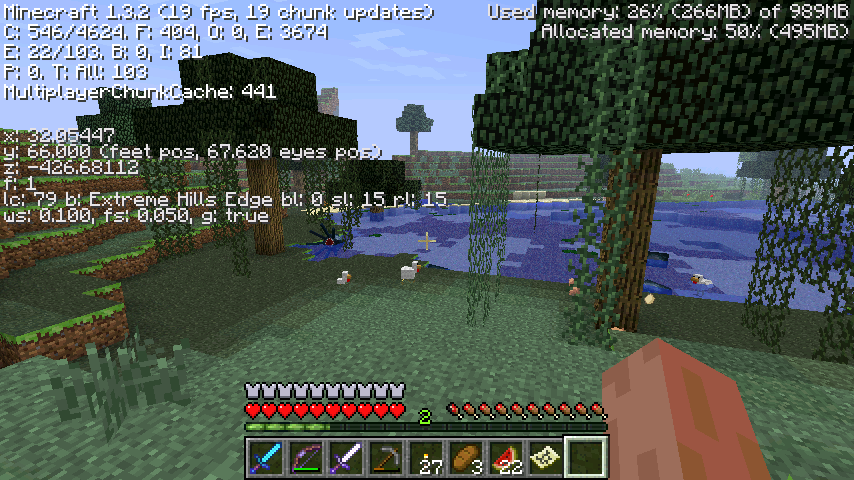 Minecraft 1.3.2 (19 fps, 19 chunk updates)
C: 546/4624, F: 404, O: 0, E: 3674
E: 22/103, B: 0, I: 81
P: 0, T: All: 103
MultiplayerChunkCache: 441
Used memory: 26% (266MB) of 989MB
Allocated memory: 50% (495MB)
x: 32.05447
y: 66.000 (feet pos, 67.620 eyes pos)
z: -426.68112
f: 1
lc: 79 b: Extreme Hills Edge bl: 0 sl: 15 rl: 15
ws: 0.100, fs: 0.050, g: true
2
27 3 22